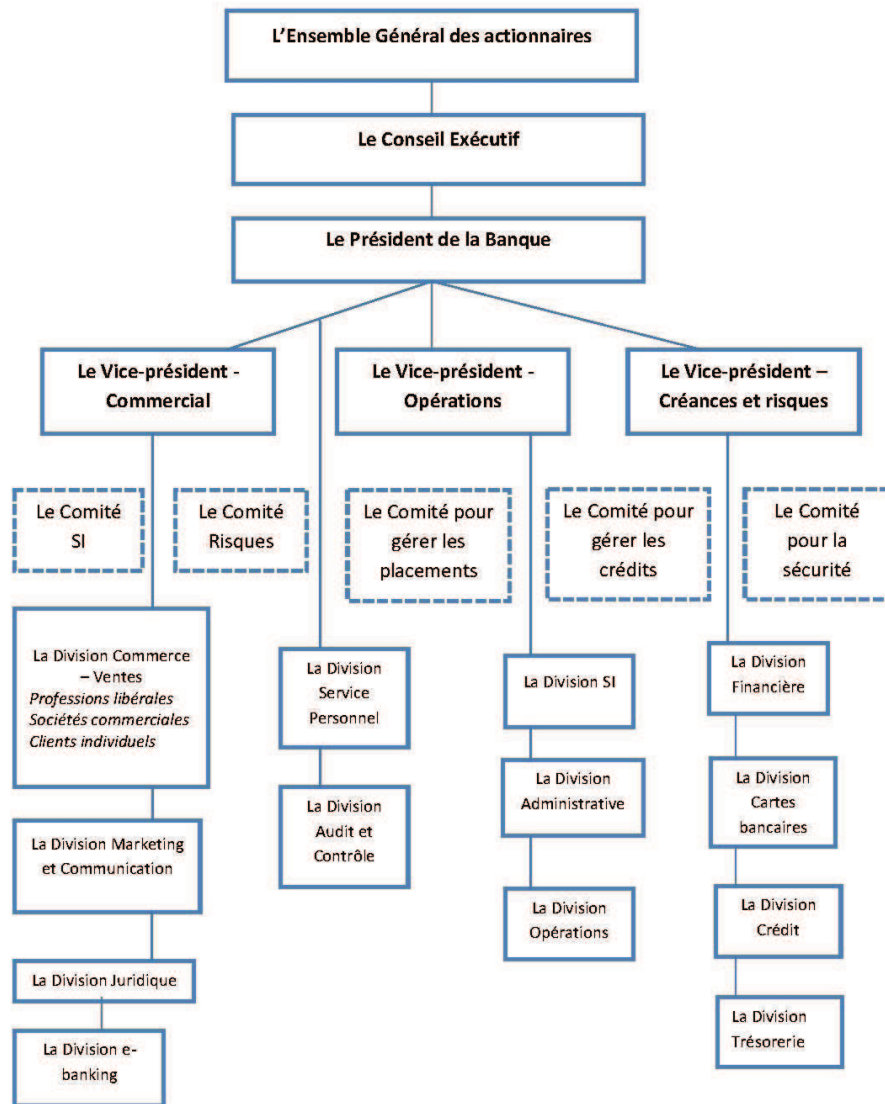 L'Ensemble Général des actionnaires
Le Conseil Exécutif
Le Président de la Banque
Le Vice-président -
Commercial
Le Vice-président -
Opérations
Le Vice-président –
Créances et risques
Le Comité
SI
Le Comité
Risques
Le Comité pour
gérer les
placements
Le Comité pour
gérer les
crédits
Le Comité
pour la
sécurité
La Division Commerce
– Ventes
Professions libérales
Sociétés commerciales
Clients individuels
La Division Marketing
et Communication
La Division Juridique
La Division e-
banking
La Division
Service
Personnel
La Division
Audit et
Contrôle
La Division SI
La Division
Administrative
La Division
Opérations
La Division
Financière
La Division
Cartes
bancaires
La Division
Crédit
La Division
Trésorerie